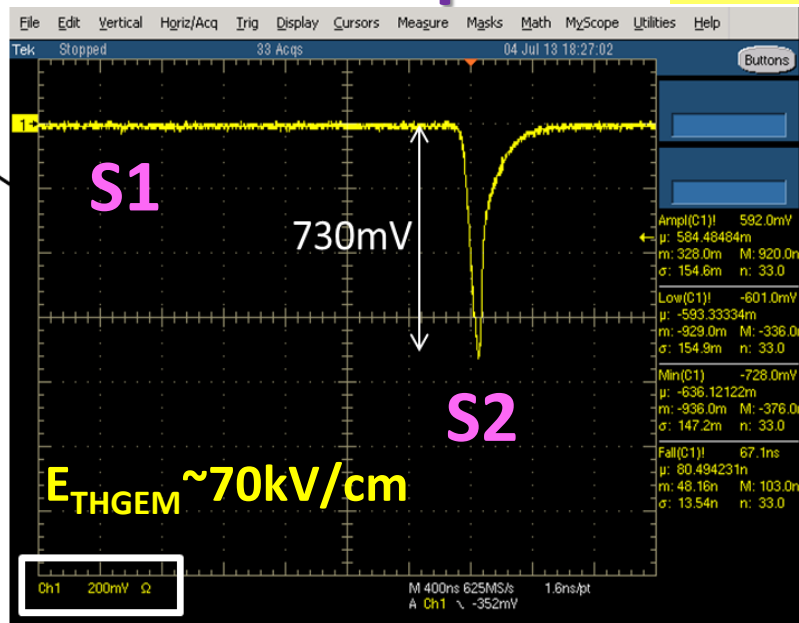 File Edit Vertical Horiz/Acq Trig Display Cursors Measure Masks Math MyScope Utilities Help
Tek Stopped 33 Acqs 04 Jul 13 18:27:02
Buttons
1
S1
730mV
S2
E THGEM ~70kV/cm
Ampl(C1)! 592.0mV
µ: 584.48484m
m: 328.0m M: 920.0m
σ: 154.6m n: 33.0
Low(C1)! -601.0mV
µ: -593.33334m
m: -929.0m M: -336.0m
σ: 154.9m n: 33.0
Min(C1) -728.0mV
µ: -636.12122m
m: -936.0m M: -376.0m
σ: 147.2m n: 33.0
Fall(C1)! 67.1ns
µ: 80.494231n
m: 48.16n M: 103.0n
σ: 13.54n n: 33.0
Ch1 200mV Ω
M 400ns 625MS/s 1.6ns/pt
A Ch1 \ -352mV